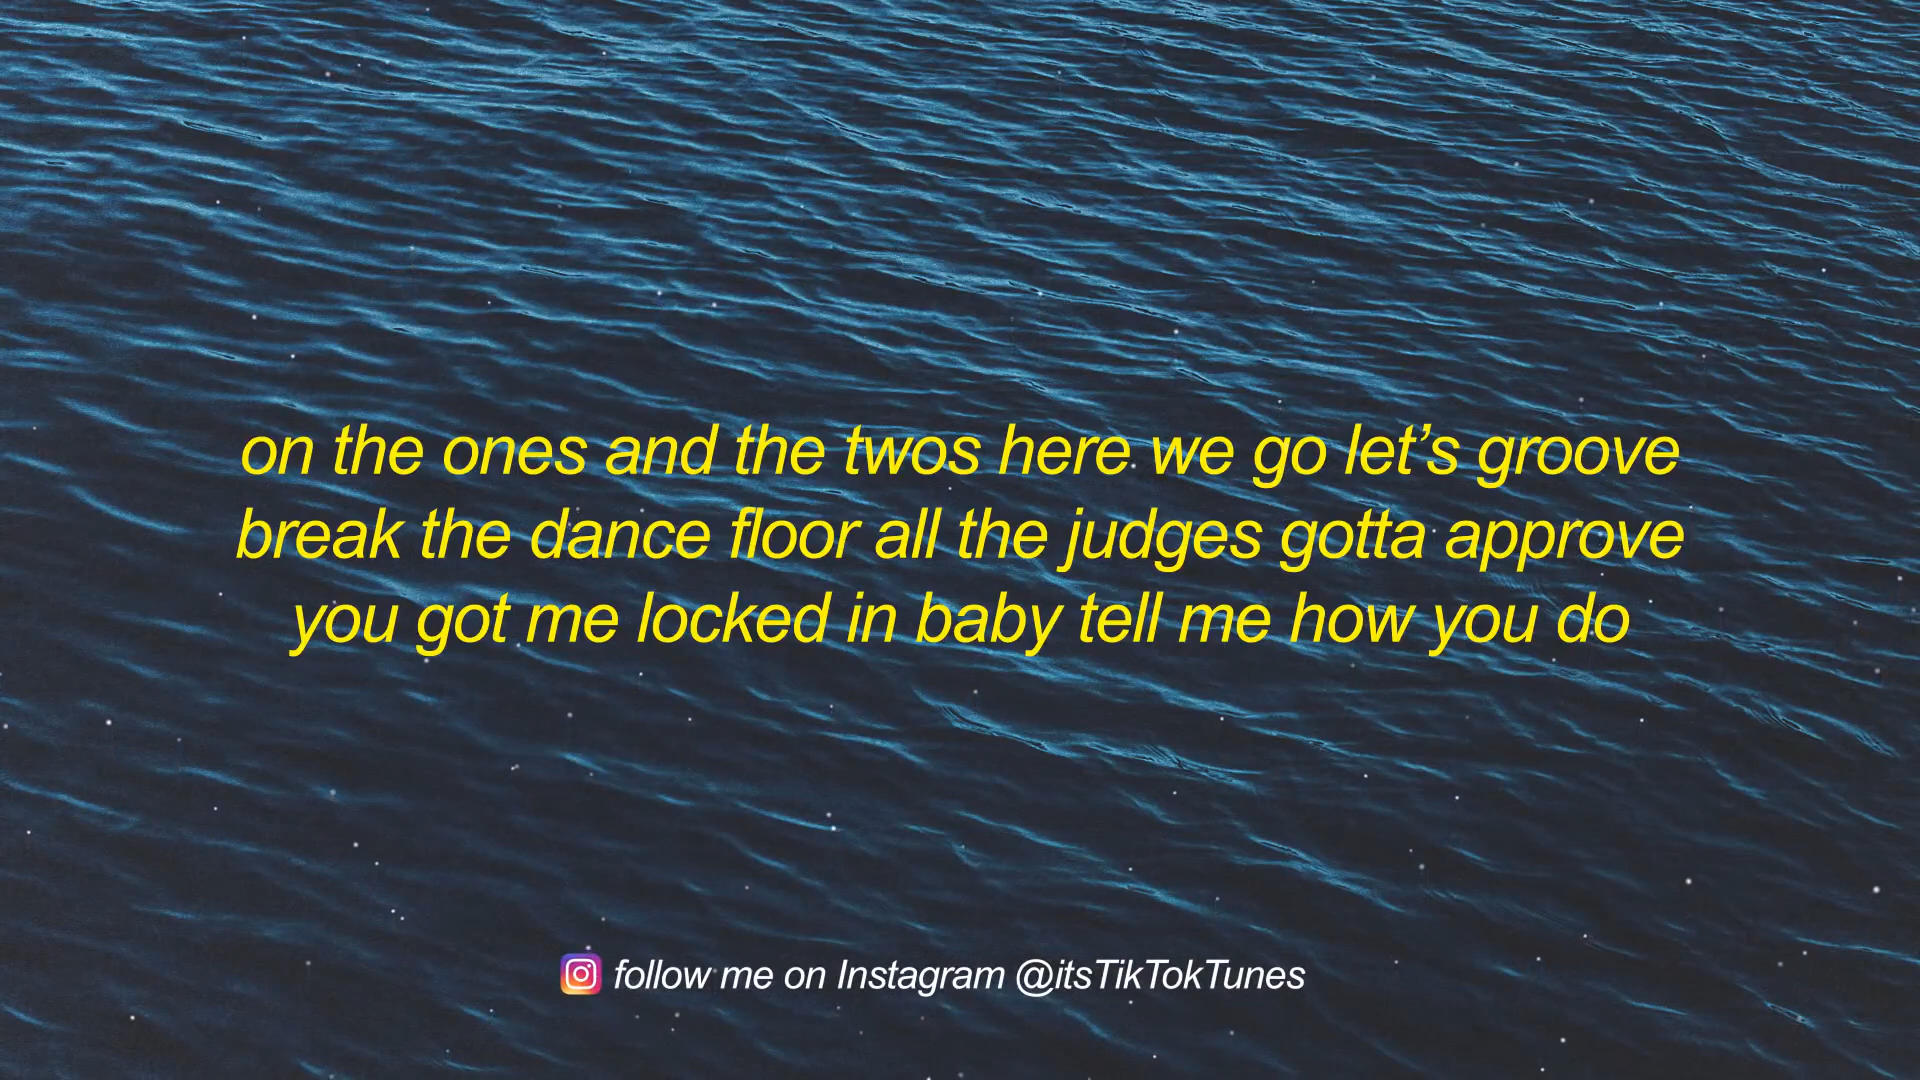 on the ones and the twos here we go let’s groove
break the dance floor all the judges gotta approve
you got me locked in baby tell me how you do
follow me on Instagram @itsTikTokTunes